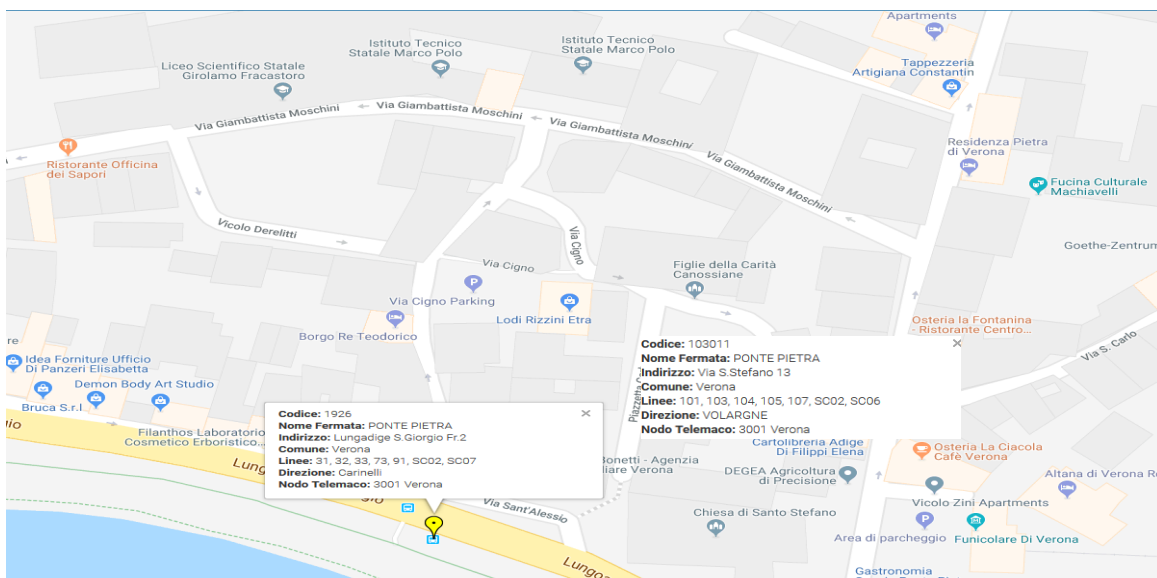 Apartments
Istituto Tecnico
Statale Marco Polo
Istituto Tecnico
Statale Marco Polo
Liceo Scientifico Statale
Girolamo Fracastoro
Tappezzeria
Artigiana Constantin
Via Giambattista Moschini
Via Giambattista Moschini
Via Giambattista Moschini
Via Giambattista Moschini
Ristorante Officina
dei Sapori
Residenza Pietra
di Verona
Fucina Culturale
Machiavelli
Vicolo Derelitti
Via Cigno
Goethe-Zentrum
Via Cigno
Figlie della Carità
Canossiane
Via Cigno Parking
Lodi Rizzini Etra
Borgo Re Teodorico
Osteria la Fontanina
- Ristorante Centro...
Via S. Carlo
Codice: 103011
Nome Fermata: PONTE PIETRA
Indirizzo: Via S.Stefano 13
Comune: Verona
Linee: 101, 103, 104, 105, 107, SC02, SC06
Direzione: VOLARGNE
Nodo Telemaco: 3001 Verona
Idea Forniture Ufficio
Di Panzeri Elisabetta
Demon Body Art Studio
Bruca S.r.l
Filanthos Laboratorio
Cosmetico Erboristico...
Piazzetta
Codice: 1926
Nome Fermata: PONTE PIETRA
Indirizzo: Lungadige S.Giorgio Fr.2
Comune: Verona
Linee: 31, 32, 33, 73, 91, SC02, SC07
Direzione: Carinelli
Nodo Telemaco: 3001 Verona
Bonetti - Agenzia
Verona
Cartolibreria Adige
Di Filippi Elena
DEGEA Agricoltura
di Precisione
Osteria La Ciacola
Cafè Verona
Altana di Verona
Vicolo Zini Apartments
Via Sant'Alessio
Chiesa di Santo Stefano
Area di parcheggio
Funicolare Di Verona
Gastronomia